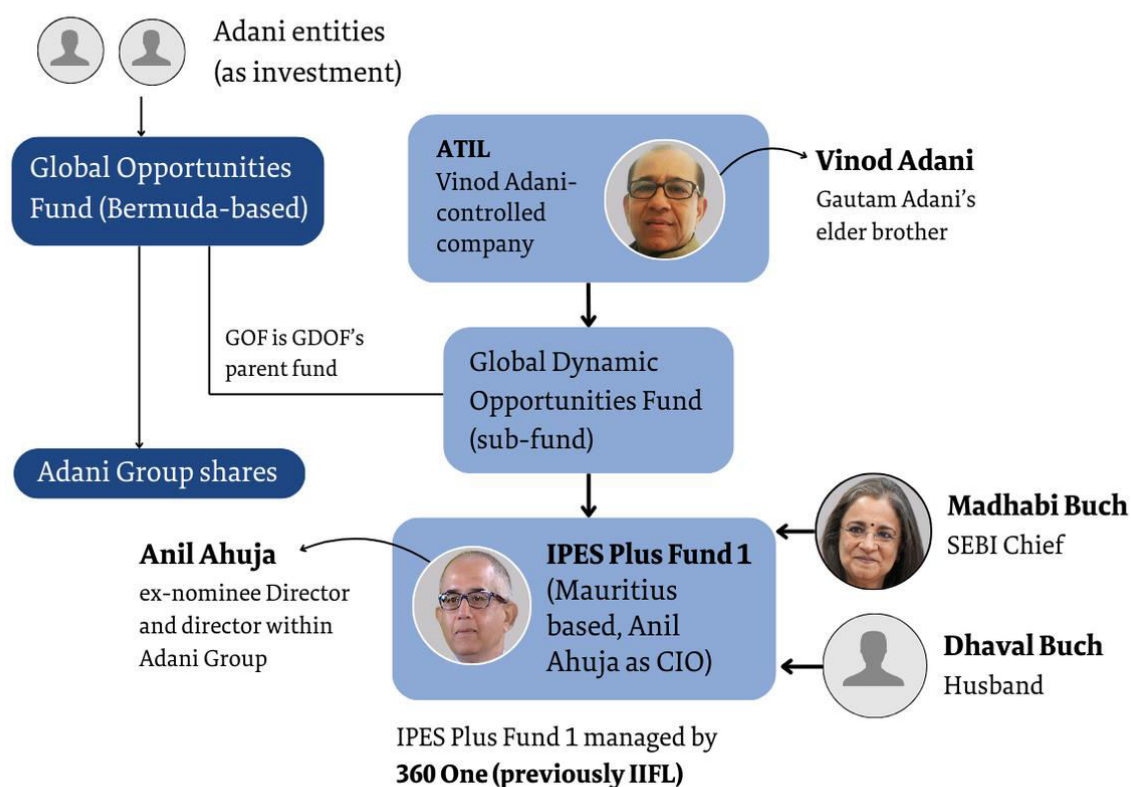 Adani entities
(as investment)
Global Opportunities
Fund (Bermuda-based)
ATIL
Vinod Adani-
controlled
company
Vinod Adani
Gautam Adani’s
elder brother
GOF is GDOF’s
parent fund
Global Dynamic
Opportunities Fund
(sub-fund)
Adani Group shares
Anil Ahuja
ex-nominee Director
and director within
Adani Group
IPES Plus Fund 1
(Mauritius
based, Anil
Ahuja as CIO)
Madhabi Buch
SEBI Chief
Dhaval Buch
Husband
IPES Plus Fund 1 managed by
360 One (previously IIFL)